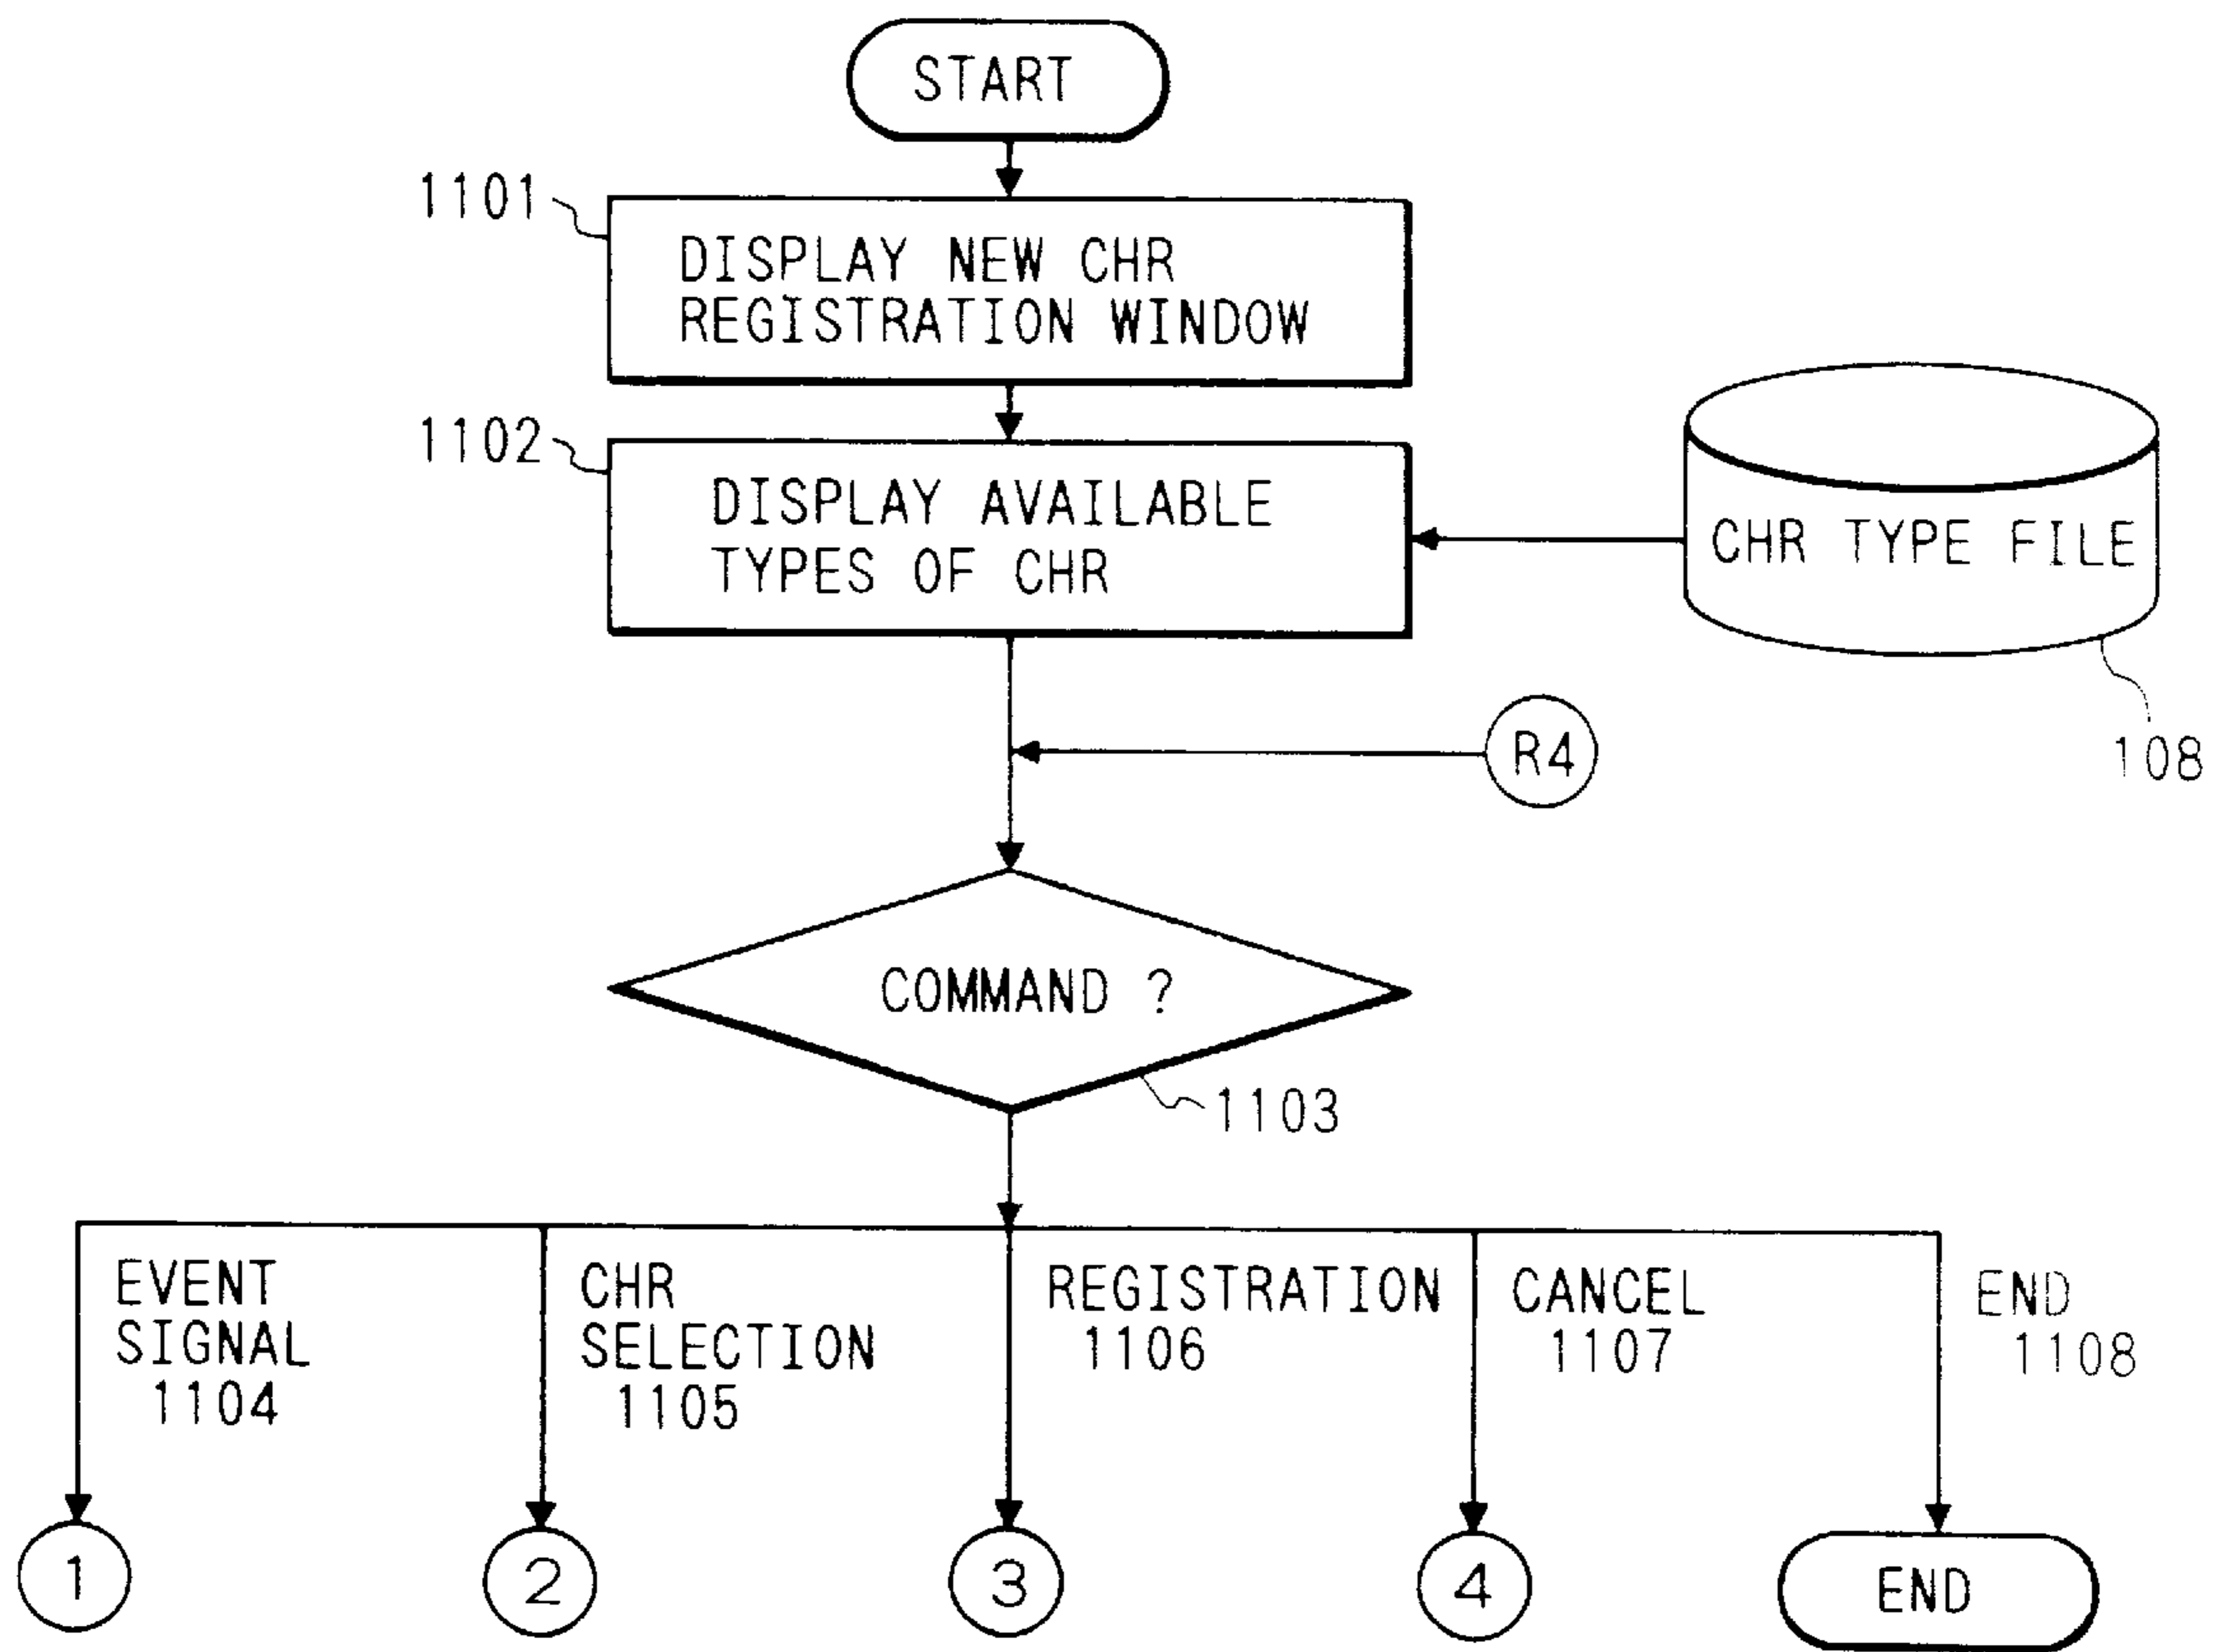 START
1101
DISPLAY NEW CHR
REGISTRATION WINDOW
1102
DISPLAY AVAILABLE
TYPES OF CHR
CHR TYPE FILE
108
R4
COMMAND ?
1103
EVENT
SIGNAL
1104
CHR
SELECTION
1105
REGISTRATION
1106
CANCEL
1107
END
1108
1
2
3
4
END